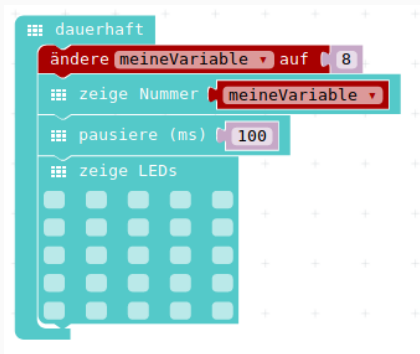 dauerhaft
ändere meineVariable auf 8
zeige Nummer meineVariable
pausiere (ms) 100
zeige LEDs